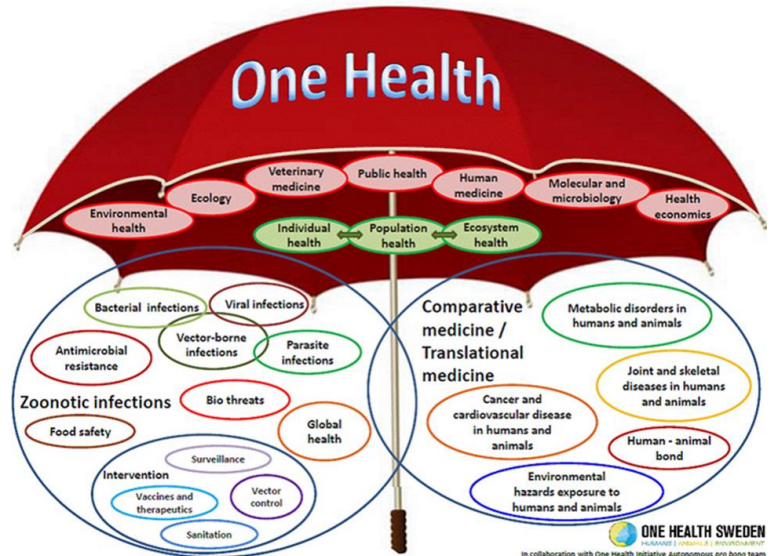 One Health
Environmental
health
Ecology
Veterinary
medicine
Public health
Human
medicine
Molecular and
microbiology
Health
economics
Individual
health
Population
health
Ecosystem
health
Bacterial infections
Viral infections
Vector-borne
infections
Parasite
infections
Antimicrobial
resistance
Zoonotic infections
Bio threats
Food safety
Global
health
Intervention
Surveillance
Vaccines and
therapeutics
Vector
control
Sanitation
Comparative
medicine /
Translational
medicine
Metabolic disorders in
humans and animals
Joint and skeletal
diseases in humans
and animals
Cancer and
cardiovascular disease
in humans and
animals
Human - animal
bond
Environmental
hazards exposure to
humans and animals
ONE HEALTH SWEDEN
HUMANS | ANIMALS | ENVIRONMENT
In collaboration with One Health Initiative Autonomous pro bono team